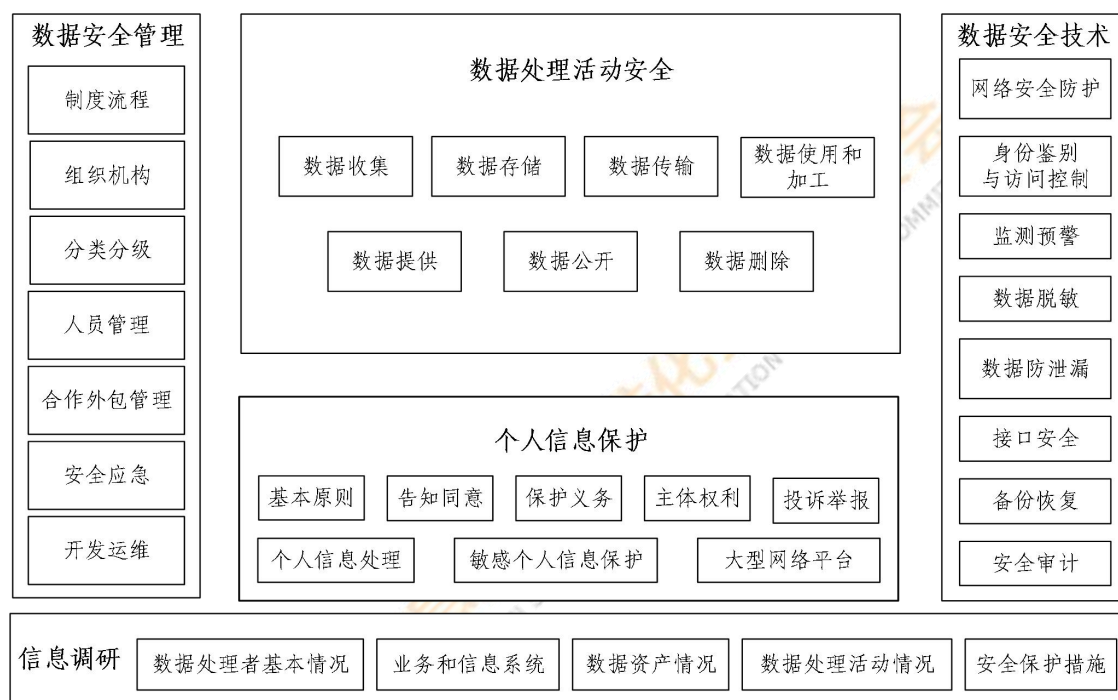 数据安全管理
制度流程
组织机构
分类分级
人员管理
合作外包管理
安全应急
开发运维
数据处理活动安全
数据收集
数据存储
数据传输
数据使用和
加工
数据提供
数据公开
数据删除
个人信息保护
基本原则
告知同意
保护义务
主体权利
投诉举报
个人信息处理
敏感个人信息保护
大型网络平台
数据安全技术
网络安全防护
身份鉴别
与访问控制
监测预警
数据脱敏
数据防泄漏
接口安全
备份恢复
安全审计
信息调研
数据处理者基本情况
业务和信息系统
数据资产情况
数据处理活动情况
安全保护措施